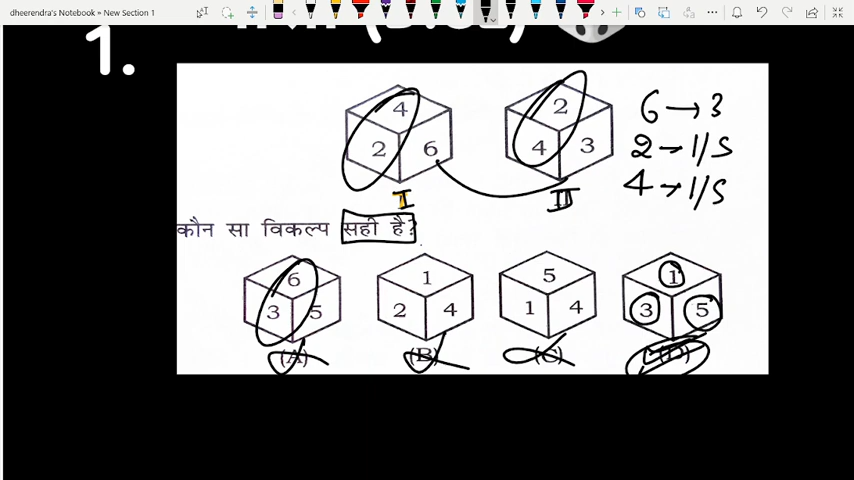 dheerendra's Notebook » New Section 1
1.
4
2 6
I
2
4 3
II
6 → 3
2 → 1/5
4 → 1/5
कौन सा विकल्प सही है?
6
3 5
(A)
1
2 4
(B)
5
1 4
(C)
1
3 5
(D)